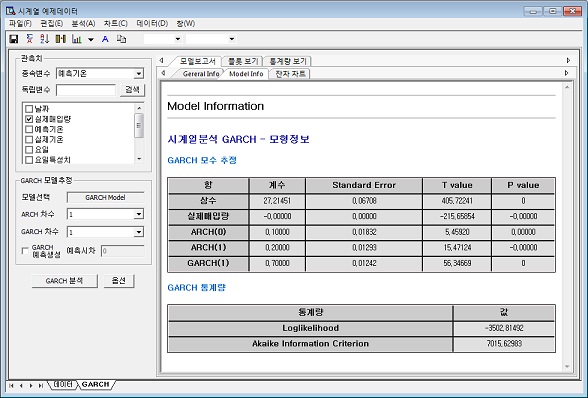 시계열 예제데이터
파일(F) 편집(E) 분석(A) 차트(C) 데이터(D) 창(W)
관측치
종속변수 예측기온
독립변수 검색
날짜
실제매입량
예측기온
실제기온
요일
요일특성치
GARCH 모델추정
모델선택 GARCH Model
ARCH 차수 1
GARCH 차수 1
GARCH 예측생성 예측시차 0
GARCH 분석 옵션
모델보고서 플롯 보기 통계량 보기
Gereral Info Model Info 잔차 차트
Model Information
시계열분석 GARCH - 모형정보
GARCH 모수 추정
항 계수 Standard Error T value P value
상수 27,21451 0,06708 405,72241 0
실제매입량 -0,00000 0,00000 -215,65854 -0,00000
ARCH(0) 0,10000 0,01832 5,45920 0,00000
ARCH(1) 0,20000 0,01293 15,47124 -0,00000
GARCH(1) 0,70000 0,01242 56,34669 0
GARCH 통계량
통계량 값
Loglikelihood -3502,81492
Akaike Information Criterion 7015,62983
데이터 GARCH